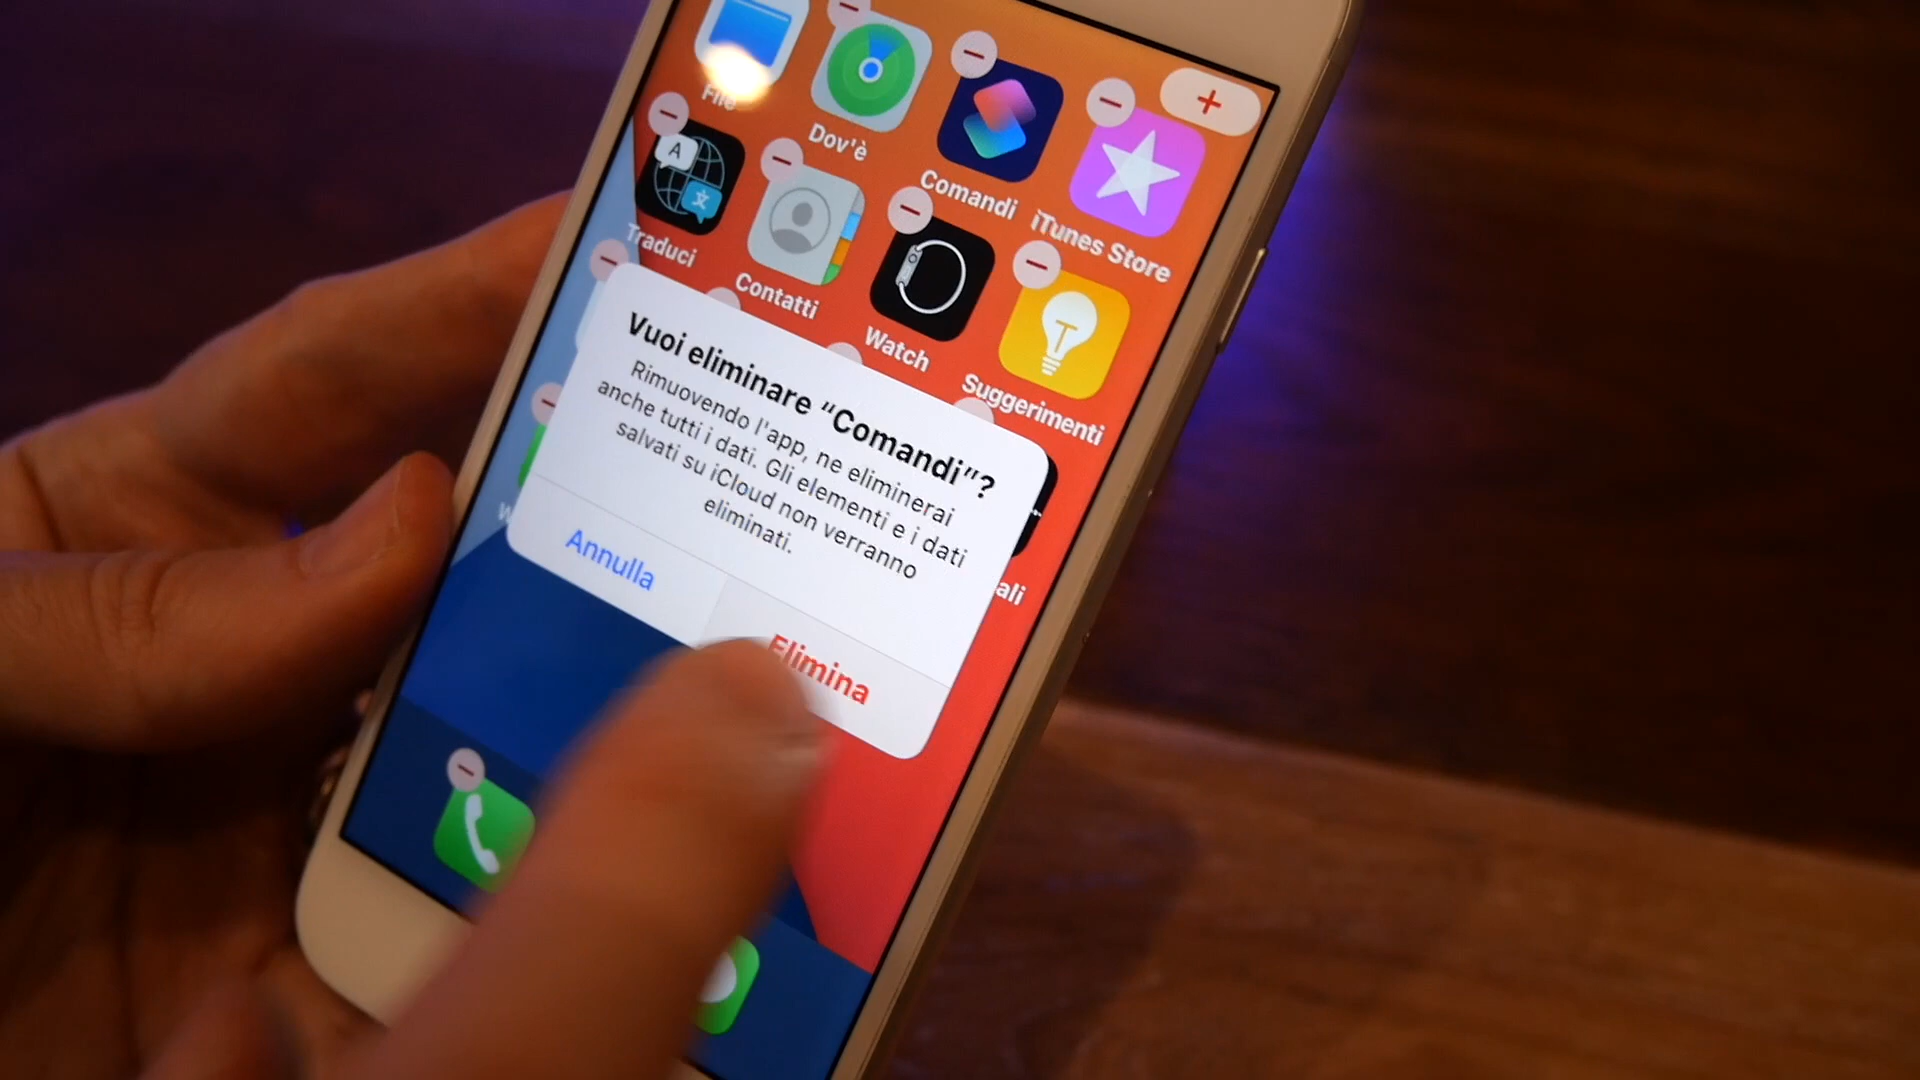 File
Dov'è
Comandi
iTunes Store
Traduci
Contatti
Watch
Suggerimenti
Vuoi eliminare “Comandi”?
Rimuovendo l'app, ne eliminerai
anche tutti i dati. Gli elementi e i dati
salvati su iCloud non verranno
eliminati.
Annulla
Elimina
ali